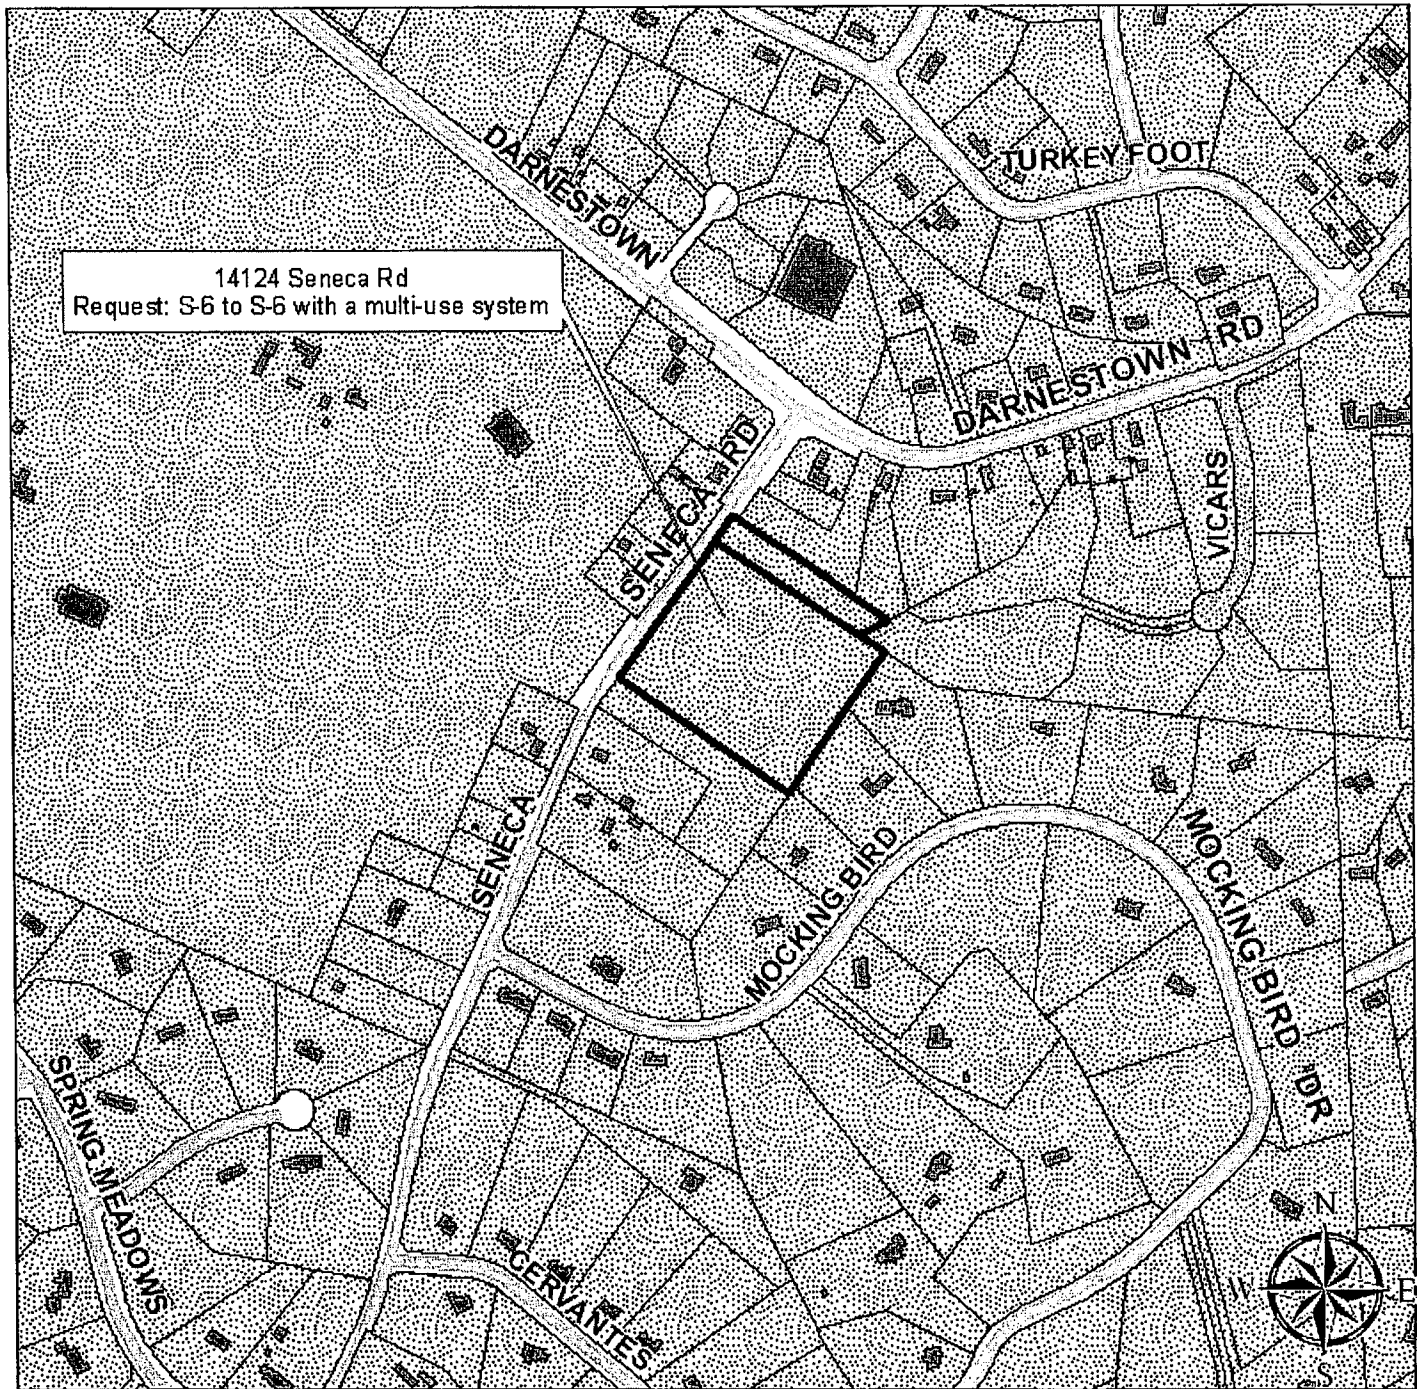 DARNESTOWN
TURKEY FOOT
14124 Seneca Rd
Request: S-6 to S-6 with a multi-use system
DARNESTOWN RD
SENECA RD
VICARS
SENECA
MOCKING BIRD
MOCKING BIRD DR
SPRING MEADOWS
CERVANTES
N
W
E
S